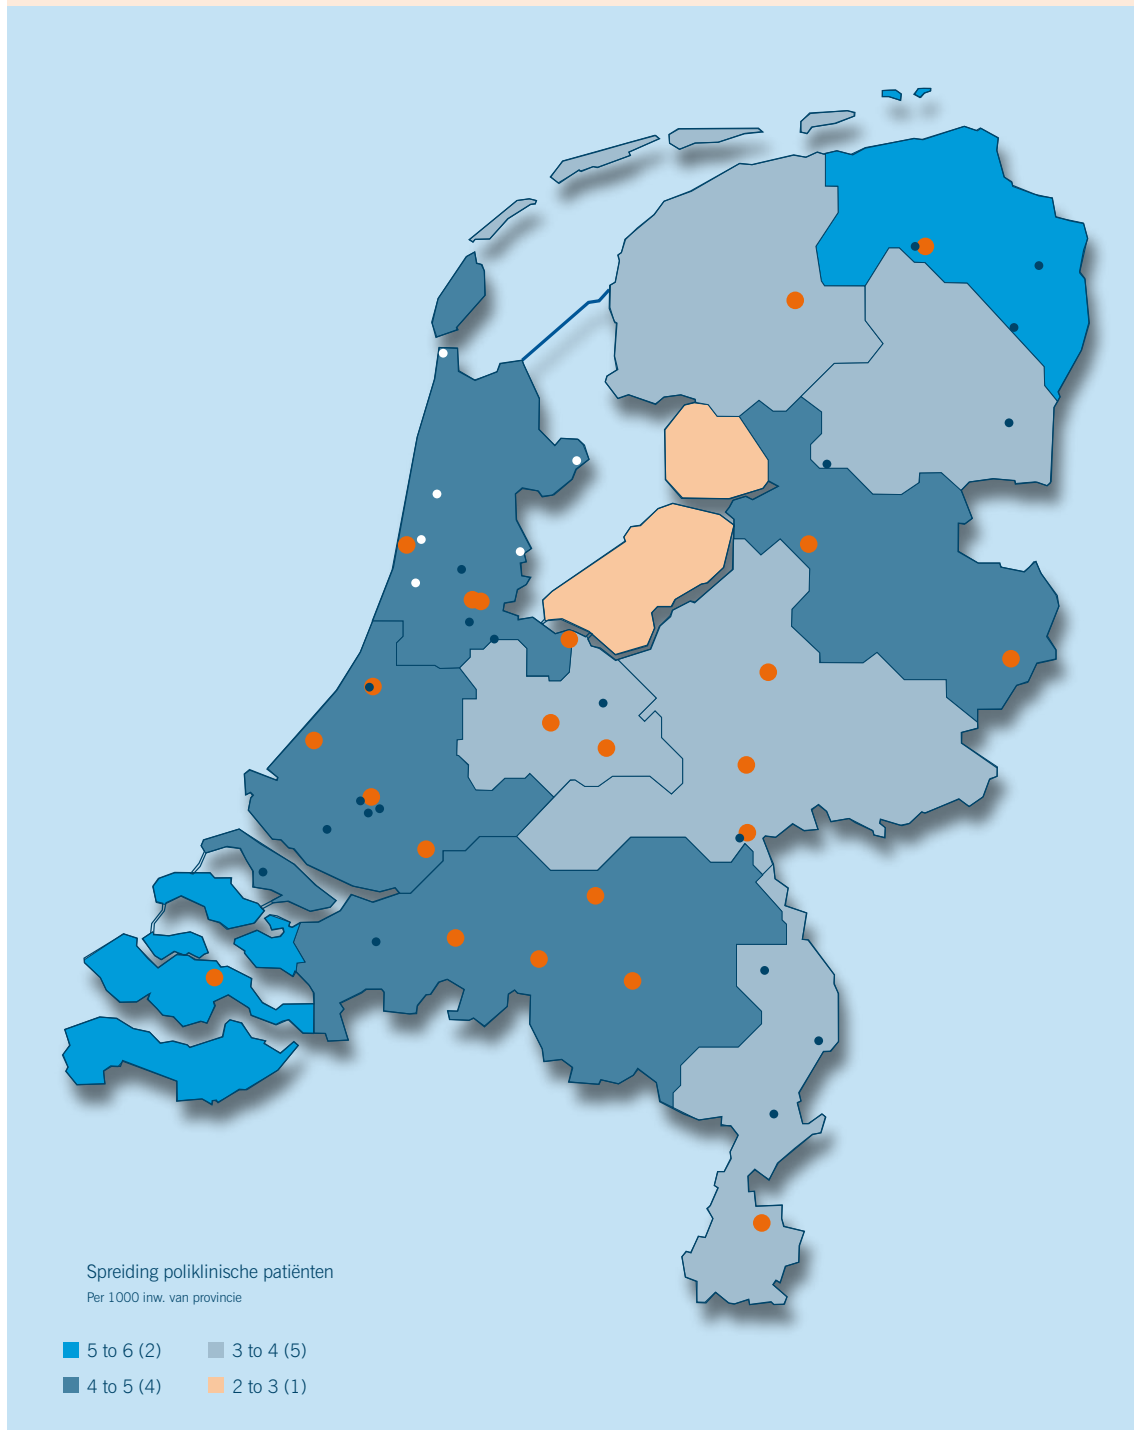 Spreiding poliklinische patiënten
Per 1000 inw. van provincie
5 to 6 (2)
3 to 4 (5)
4 to 5 (4)
2 to 3 (1)